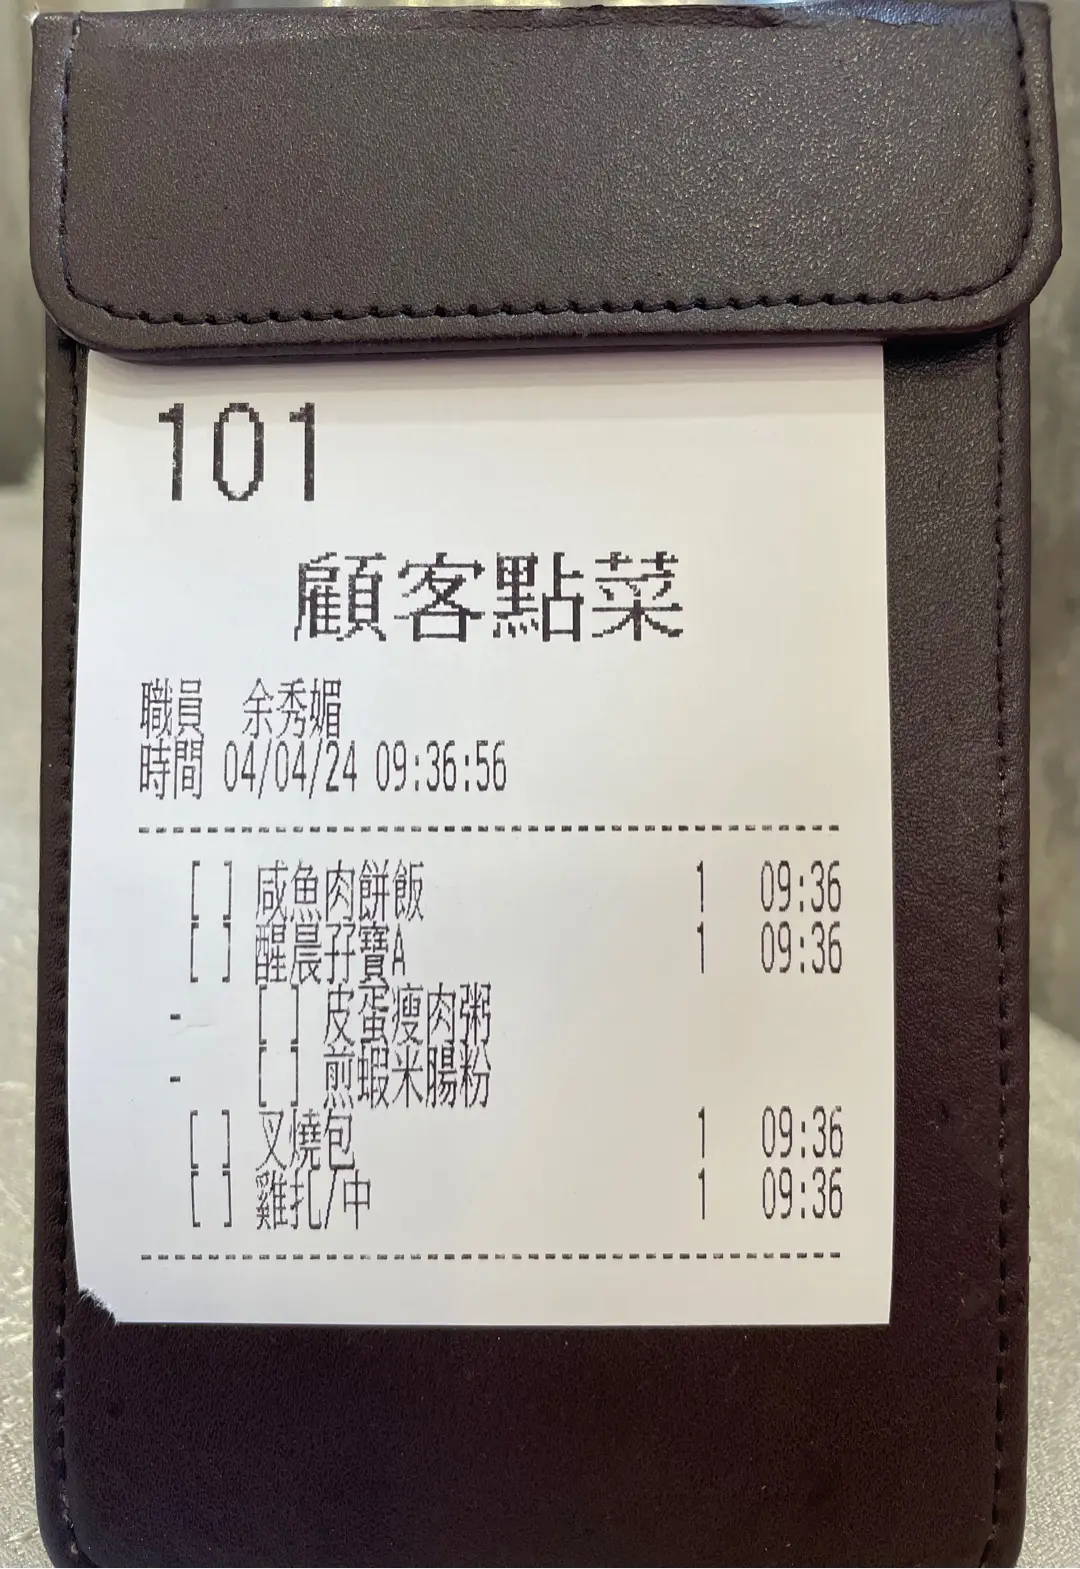 101
顧客點菜
職員 余秀媚
時間 04/04/24 09:36:56
[ ] 咸魚肉餅飯 1 09:36
[ ] 醒晨孖寶A 1 09:36
- [ ] 皮蛋瘦肉粥
- [ ] 煎蝦米腸粉
[ ] 叉燒包 1 09:36
[ ] 雞扎/中 1 09:36